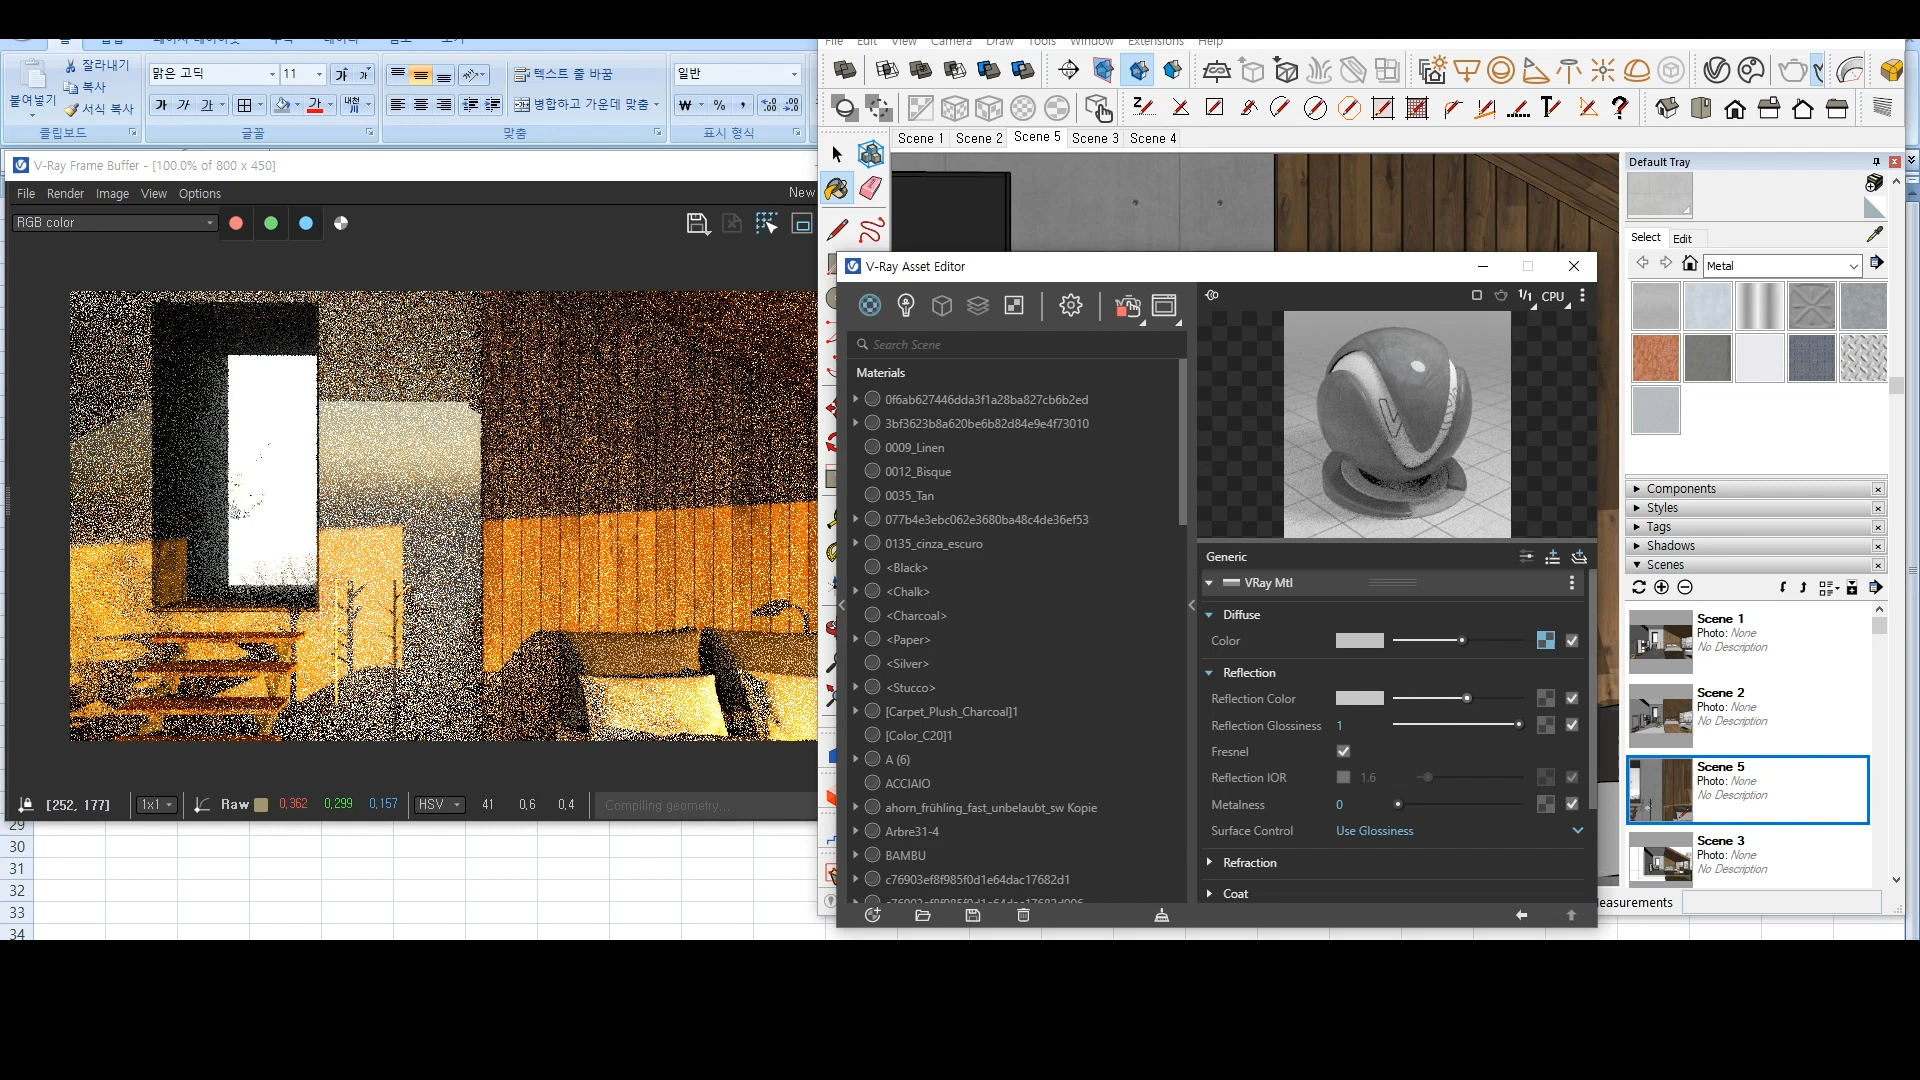 File Edit View Camera Draw Tools Window Extensions Help
잘라내기
복사
서식 복사
붙여넣기
클립보드
맑은 고딕
11
가 가
가 가 가
내천
글꼴
텍스트 줄 바꿈
병합하고 가운데 맞춤
맞춤
일반
₩ % ,
표시 형식
Scene 1 Scene 2 Scene 5 Scene 3 Scene 4
V-Ray Frame Buffer - [100.0% of 800 x 450]
File Render Image View Options
New
RGB color
[252, 177]
1x1
Raw
0,362 0,299 0,157
HSV
41 0,6 0,4
Compiling geometry...
29
30
31
32
33
34
V-Ray Asset Editor
Search Scene
Materials
0f6ab627446dda3f1a28ba827cb6b2ed
3bf3623b8a620be6b82d84e9e4f73010
0009_Linen
0012_Bisque
0035_Tan
077b4e3ebc062e3680ba48c4de36ef53
0135_cinza_escuro
<Black>
<Chalk>
<Charcoal>
<Paper>
<Silver>
<Stucco>
[Carpet_Plush_Charcoal]1
[Color_C20]1
A (6)
ACCIAIO
ahorn_frühling_fast_unbelaubt_sw Kopie
Arbre31-4
BAMBU
c76903ef8f985f0d1e64dac17682d1
1/1 CPU
Generic
VRay Mtl
Diffuse
Color
Reflection
Reflection Color
Reflection Glossiness 1
Fresnel
Reflection IOR 1.6
Metalness 0
Surface Control Use Glossiness
Refraction
Coat
Default Tray
Select Edit
Metal
Components
Styles
Tags
Shadows
Scenes
Scene 1
Photo: None
No Description
Scene 2
Photo: None
No Description
Scene 5
Photo: None
No Description
Scene 3
Photo: None
No Description
easurements